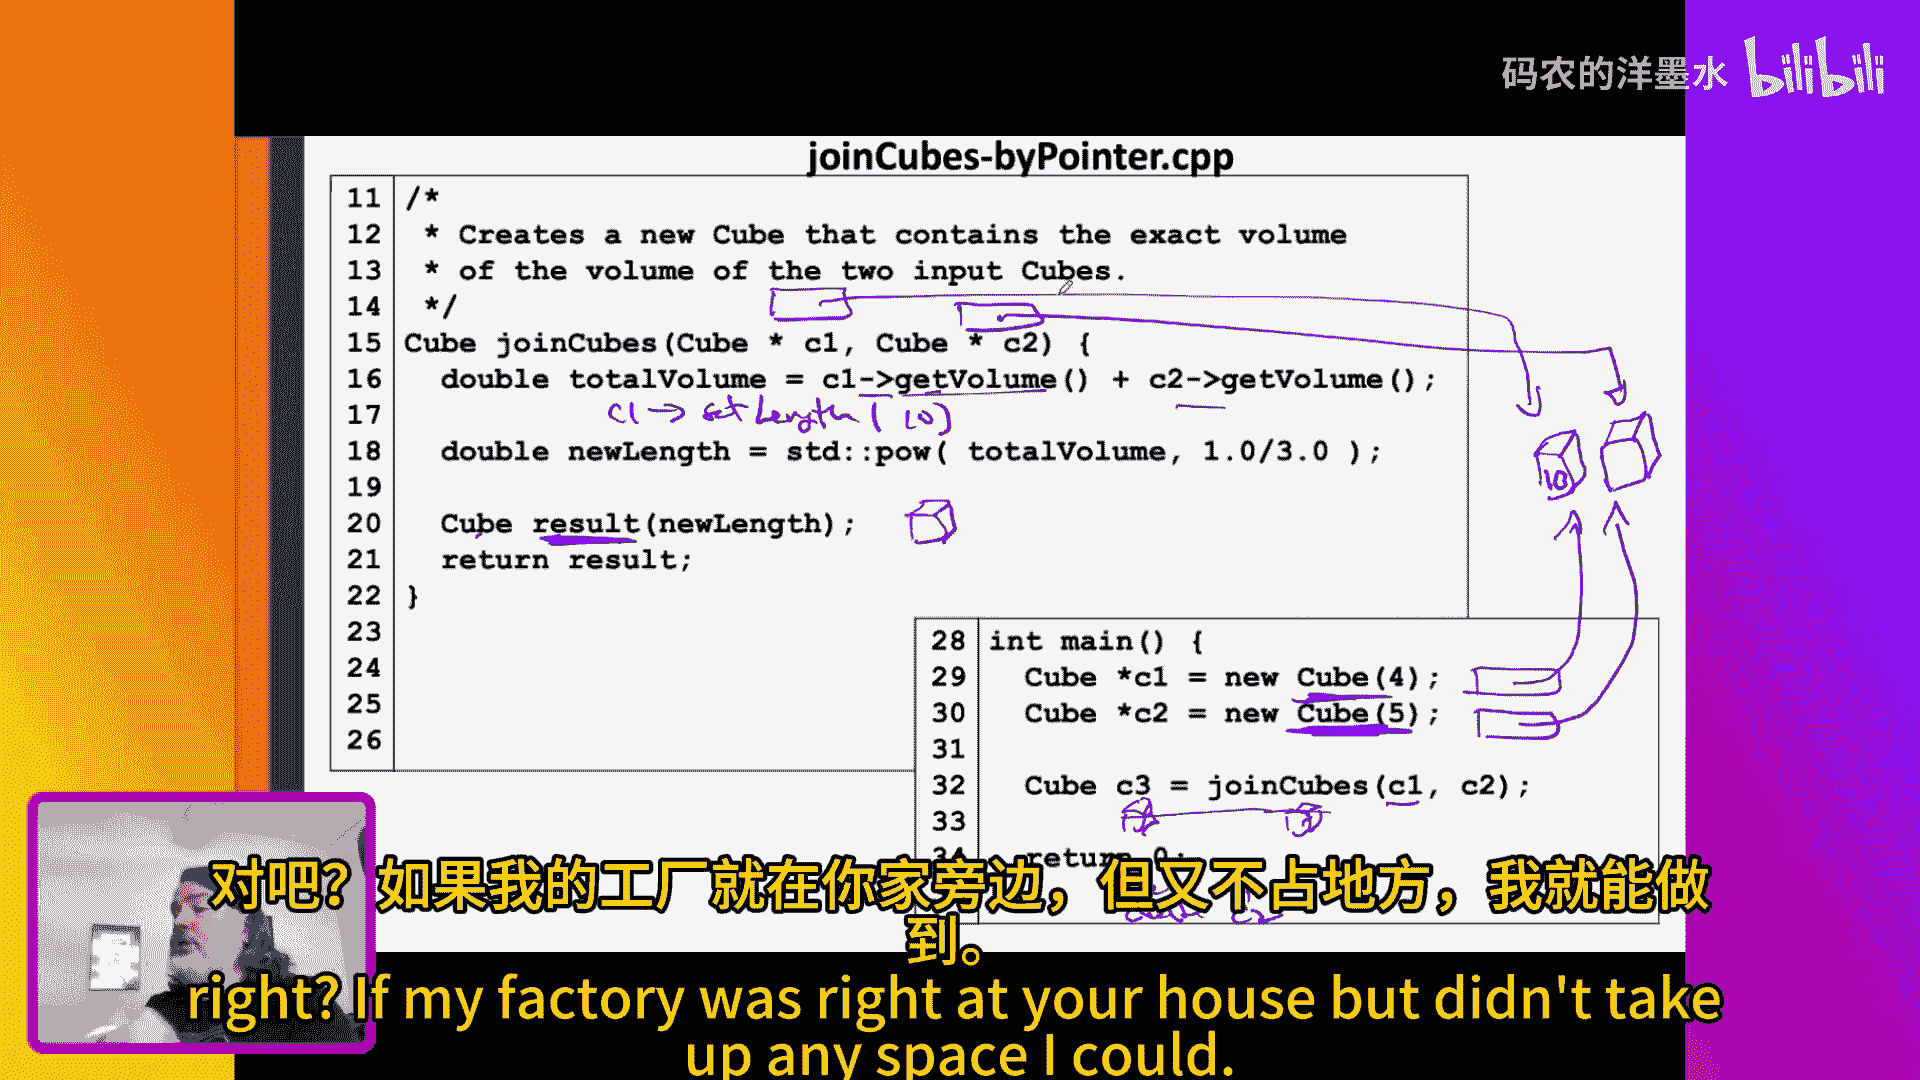 码农的洋墨水 bilibili
joinCubes-byPointer.cpp
11 /*
12 * Creates a new Cube that contains the exact volume
13 * of the volume of the two input Cubes.
14 */
15 Cube joinCubes(Cube * c1, Cube * c2) {
16 double totalVolume = c1->getVolume() + c2->getVolume();
17 c1 -> setLength(10)
18 double newLength = std::pow( totalVolume, 1.0/3.0 );
10
19
20 Cube result(newLength);
21 return result;
22 }
23
24
25
26
28 int main() {
29 Cube *c1 = new Cube(4);
30 Cube *c2 = new Cube(5);
31
32 Cube c3 = joinCubes(c1, c2);
33
34 return 0;
c2
对吧？如果我的工厂就在你家旁边，但又不占地方，我就能做
到。
right? If my factory was right at your house but didn't take
up any space I could.